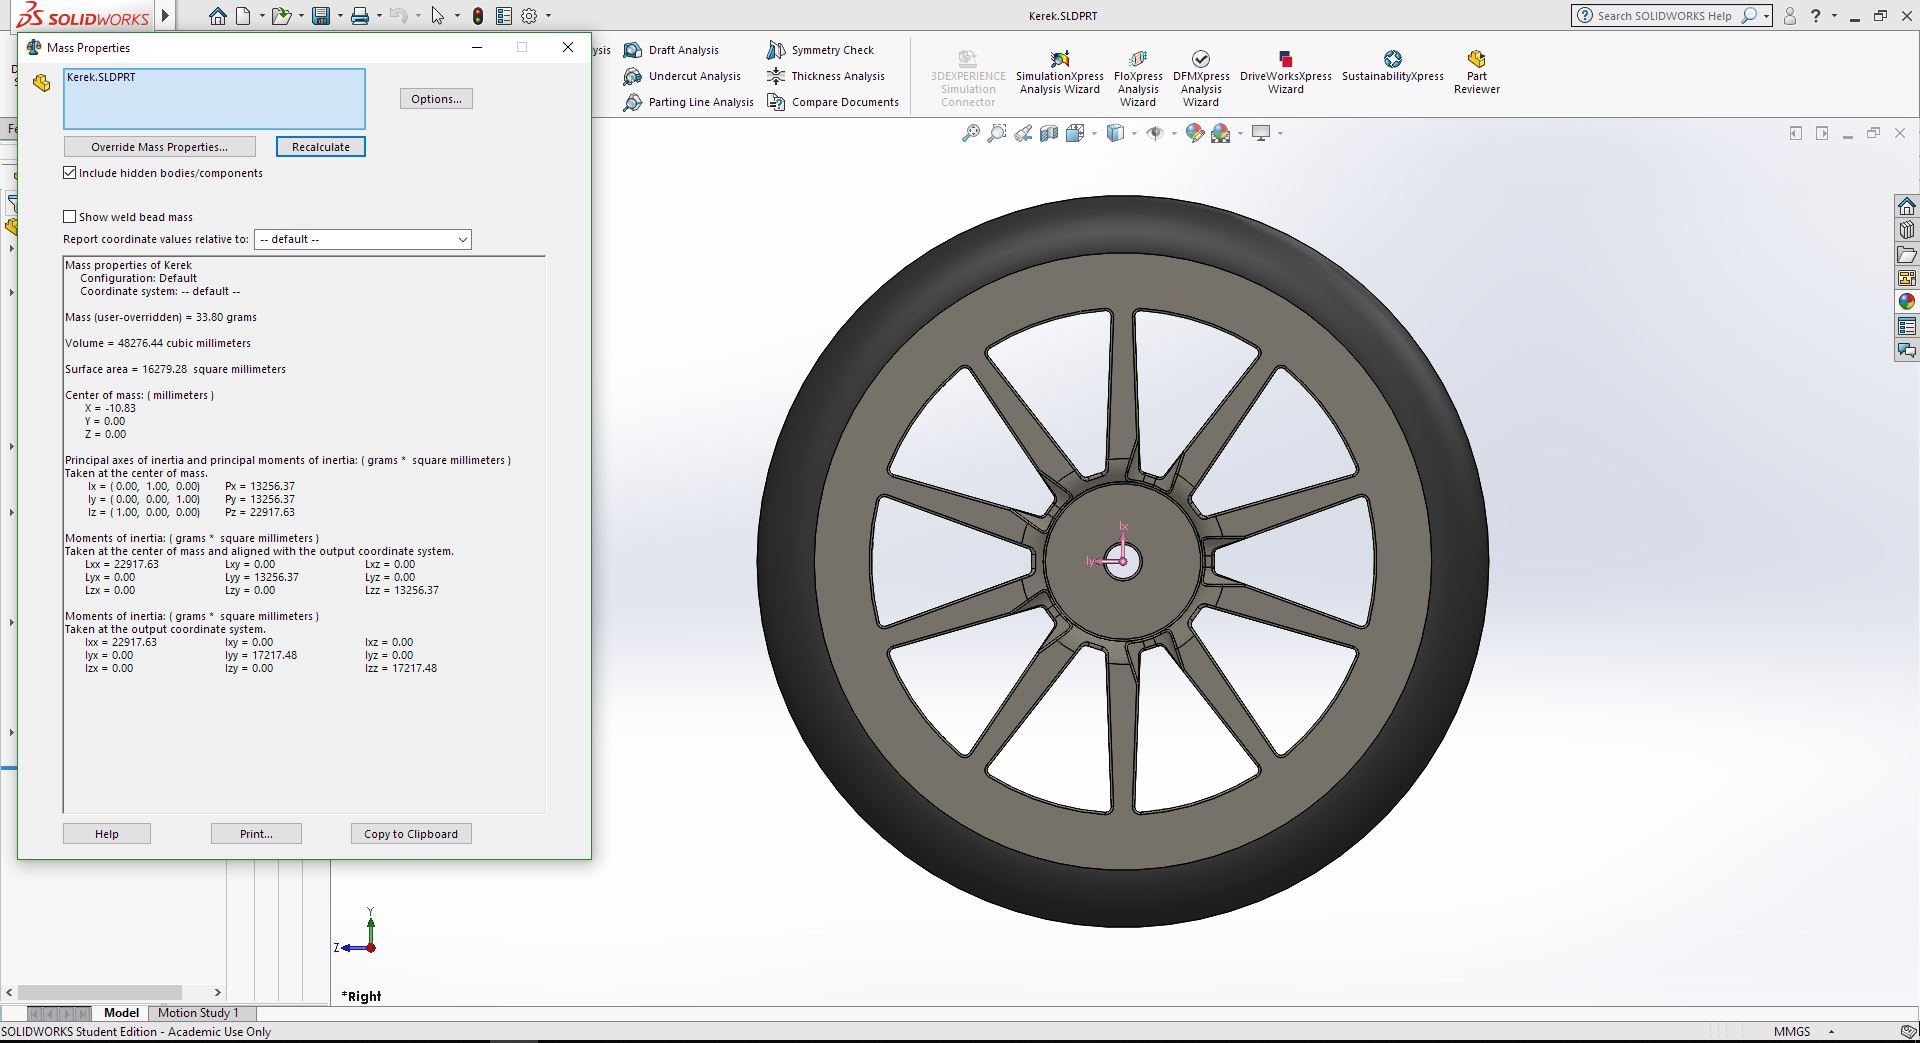 SOLIDWORKS
Kerek.SLDPRT
Search SOLIDWORKS Help
Mass Properties
Kerek.SLDPRT
Options...
Override Mass Properties...
Recalculate
Include hidden bodies/components
Show weld bead mass
Report coordinate values relative to: -- default --
Mass properties of Kerek
Configuration: Default
Coordinate system: -- default --
Mass (user-overridden) = 33.80 grams
Volume = 48276.44 cubic millimeters
Surface area = 16279.28 square millimeters
Center of mass: ( millimeters )
X = -10.83
Y = 0.00
Z = 0.00
Principal axes of inertia and principal moments of inertia: ( grams * square millimeters )
Taken at the center of mass.
Ix = ( 0.00, 1.00, 0.00) Px = 13256.37
Iy = ( 0.00, 0.00, 1.00) Py = 13256.37
Iz = ( 1.00, 0.00, 0.00) Pz = 22917.63
Moments of inertia: ( grams * square millimeters )
Taken at the center of mass and aligned with the output coordinate system.
Lxx = 22917.63 Lxy = 0.00 Lxz = 0.00
Lyx = 0.00 Lyy = 13256.37 Lyz = 0.00
Lzx = 0.00 Lzy = 0.00 Lzz = 13256.37
Moments of inertia: ( grams * square millimeters )
Taken at the output coordinate system.
Ixx = 22917.63 Ixy = 0.00 Ixz = 0.00
Iyx = 0.00 Iyy = 17217.48 Iyz = 0.00
Izx = 0.00 Izy = 0.00 Izz = 17217.48
Help
Print...
Copy to Clipboard
Draft Analysis
Undercut Analysis
Parting Line Analysis
Symmetry Check
Thickness Analysis
Compare Documents
3DEXPERIENCE
Simulation
Connector
SimulationXpress
Analysis Wizard
FloXpress
Analysis
Wizard
DFMXpress
Analysis
Wizard
DriveWorksXpress
Wizard
SustainabilityXpress
Part
Reviewer
Ix
Iy
Y
Z
*Right
Model
Motion Study 1
SOLIDWORKS Student Edition - Academic Use Only
MMGS